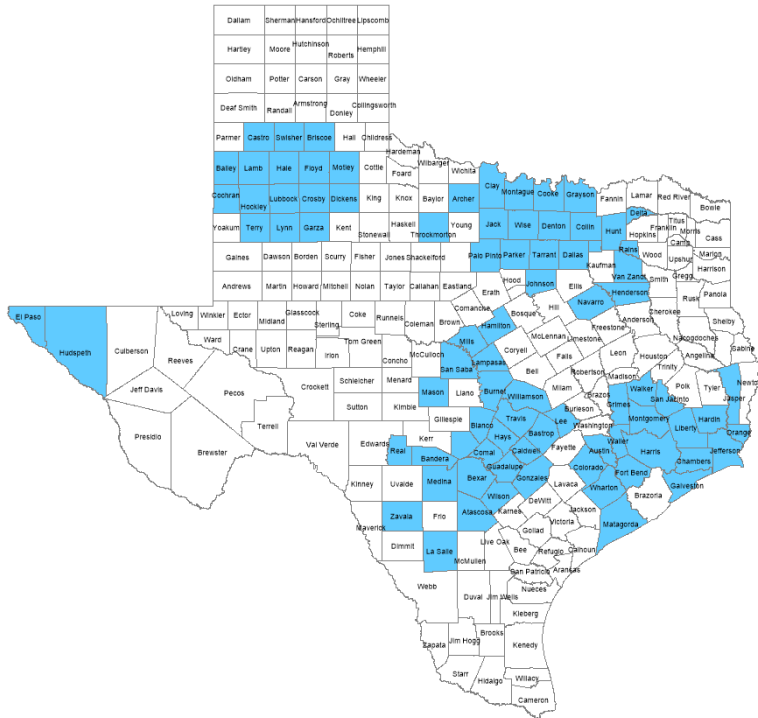 Dallam Sherman Hansford Ochiltree Lipscomb
Hartley Moore Hutchinson Roberts Hemphill
Oldham Potter Carson Gray Wheeler
Deaf Smith Randall Armstrong Donley Collingsworth
Parmer Castro Swisher Briscoe Hall Childress
Hardeman
Bailey Lamb Hale Floyd Motley Cottle Foard Wilbarger Wichita
Cochran Hockley Lubbock Crosby Dickens King Knox Baylor Archer Clay Montague Cooke Grayson Fannin Lamar Red River Bowie
Yoakum Terry Lynn Garza Kent Stonewall Haskell Throckmorton Young Jack Wise Denton Collin Hunt Delta Hopkins Franklin Titus Morris Cass
Camp Marion
Gaines Dawson Borden Scurry Fisher Jones Shackelford Palo Pinto Parker Tarrant Dallas Kaufman Rains Wood Upshur Harrison
Van Zandt Smith Gregg
Andrews Martin Howard Mitchell Nolan Taylor Callahan Eastland Erath Hood Johnson Ellis Navarro Henderson Rusk Panola
El Paso Hudspeth Culberson Loving Winkler Ector Midland Glasscock Sterling Coke Runnels Coleman Brown Comanche Hamilton Bosque Hill Freestone Anderson Cherokee Shelby
Reeves Ward Crane Upton Reagan Irion Tom Green Concho McCulloch Mills Coryell McLennan Limestone Leon Houston Nacogdoches Angelina Sabine
San Saba Lampasas Bell Falls Robertson Madison Trinity
Jeff Davis Pecos Crockett Schleicher Menard Mason Llano Burnet Williamson Milam Brazos Grimes Walker San Jacinto Polk Tyler Jasper Newton
Sutton Kimble Gillespie Blanco Travis Lee Burleson Washington Montgomery Liberty Hardin Orange
Presidio Brewster Terrell Val Verde Edwards Kerr Hays Bastrop Fayette Austin Waller Harris Chambers Jefferson
Real Bandera Comal Caldwell
Kinney Uvalde Medina Bexar Guadalupe Gonzales Lavaca Colorado Fort Bend Galveston
Wilson DeWitt Wharton Brazoria
Maverick Zavala Frio Atascosa Karnes Jackson Matagorda
Goliad Victoria
Dimmit La Salle McMullen Live Oak Bee Refugio Calhoun
San Patricio Aransas
Webb Duval Jim Wells Nueces
Kleberg
Zapata Jim Hogg Brooks Kenedy
Starr Hidalgo Willacy
Cameron